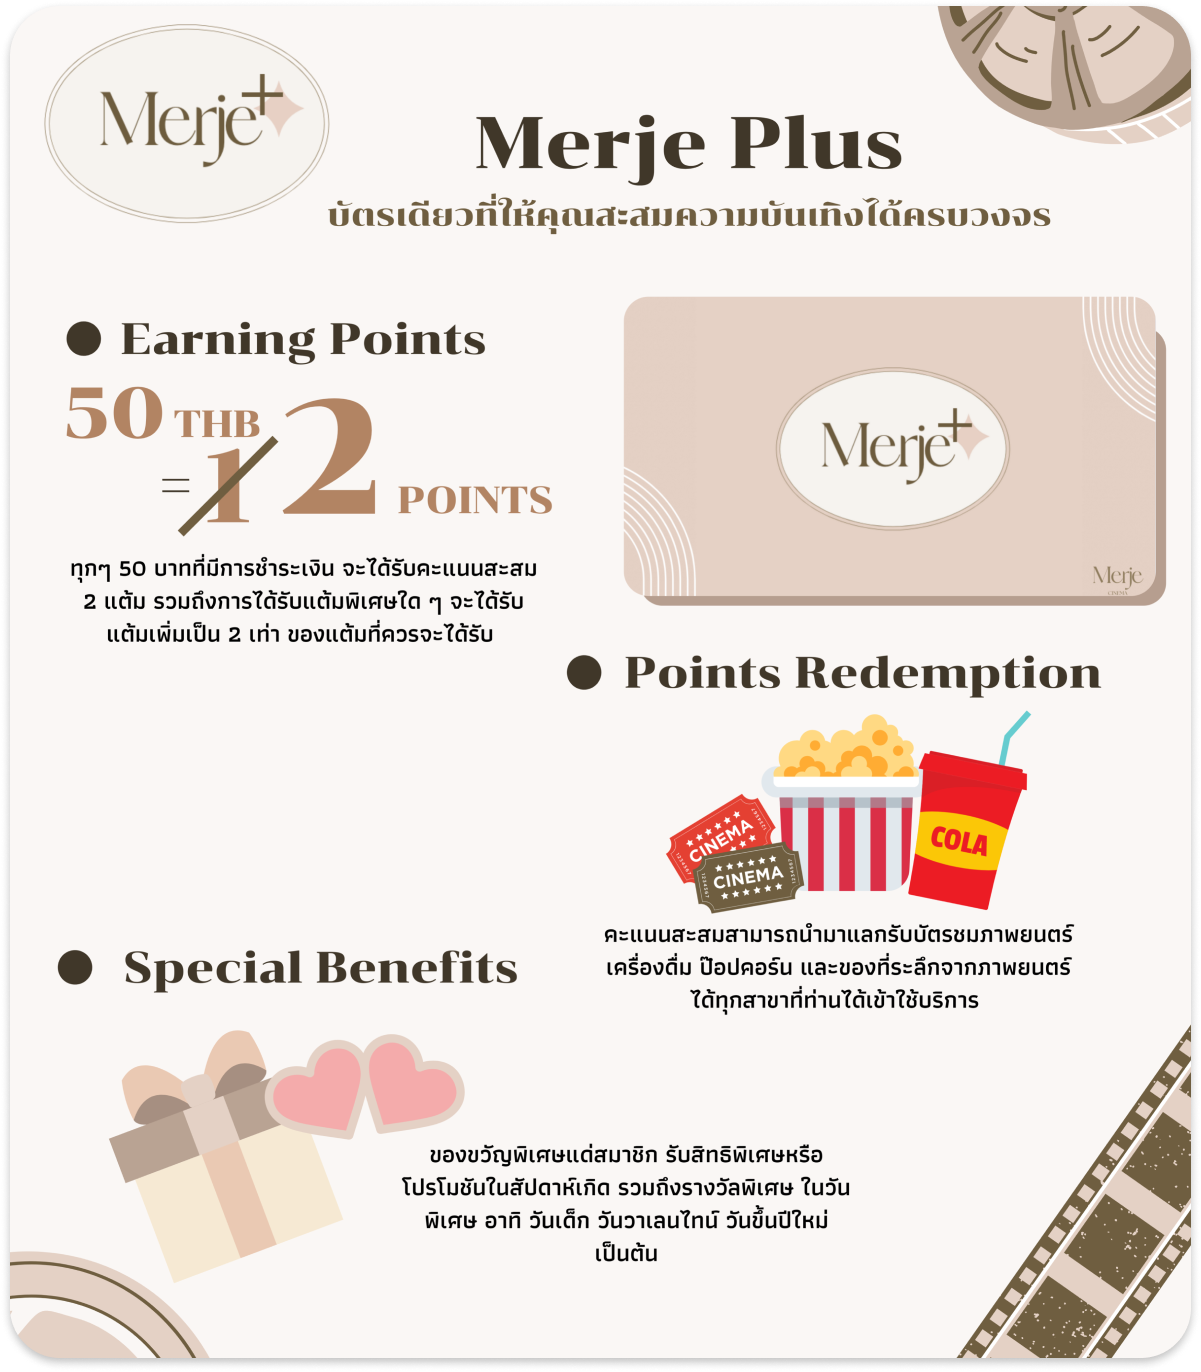 Merje+
Merje Plus
บัตรเดียวที่ให้คุณสะสมความบันเทิงได้ครบวงจร
Earning Points
50 THB
= 1 2 POINTS
ทุกๆ 50 บาทที่มีการชำระเงิน จะได้รับคะแนนสะสม
2 แต้ม รวมถึงการได้รับแต้มพิเศษใด ๆ จะได้รับ
แต้มเพิ่มเป็น 2 เท่า ของแต้มที่ควรจะได้รับ
Merje+
Merje
CINEMA
Points Redemption
CINEMA
1234567
1234567
CINEMA
1234567
1234567
COLA
คะแนนสะสมสามารถนำมาแลกรับบัตรชมภาพยนตร์
เครื่องดื่ม ป๊อปคอร์น และของที่ระลึกจากภาพยนตร์
ได้ทุกสาขาที่ท่านได้เข้าใช้บริการ
Special Benefits
ของขวัญพิเศษแด่สมาชิก รับสิทธิพิเศษหรือ
โปรโมชันในสัปดาห์เกิด รวมถึงรางวัลพิเศษ ในวัน
พิเศษ อาทิ วันเด็ก วันวาเลนไทน์ วันขึ้นปีใหม่
เป็นต้น